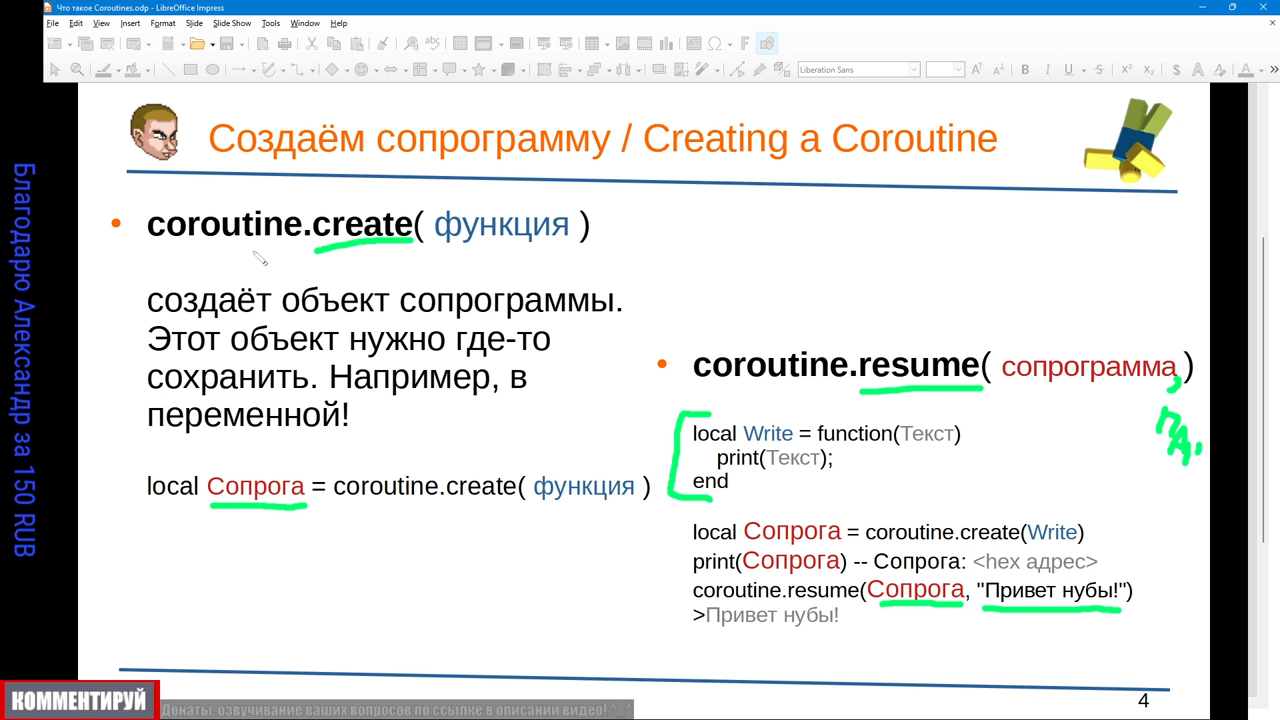 Что такое Coroutines.odp - LibreOffice Impress
File Edit View Insert Format Slide Slide Show Tools Window Help
Liberation Sans
Создаём сопрограмму / Creating a Coroutine
coroutine.create( функция )
создаёт объект сопрограммы.
Этот объект нужно где-то
сохранить. Например, в
переменной!
local Сопрога = coroutine.create( функция )
coroutine.resume( сопрограмма )
local Write = function(Текст)
print(Текст);
end
local Сопрога = coroutine.create(Write)
print(Сопрога) -- Сопрога: <hex адрес>
coroutine.resume(Сопрога, "Привет нубы!")
>Привет нубы!
4
Благодарю Александр за 150 RUB
КОММЕНТИРУЙ
Донаты, озвучивание ваших вопросов по ссылке в описании видео! ^_^